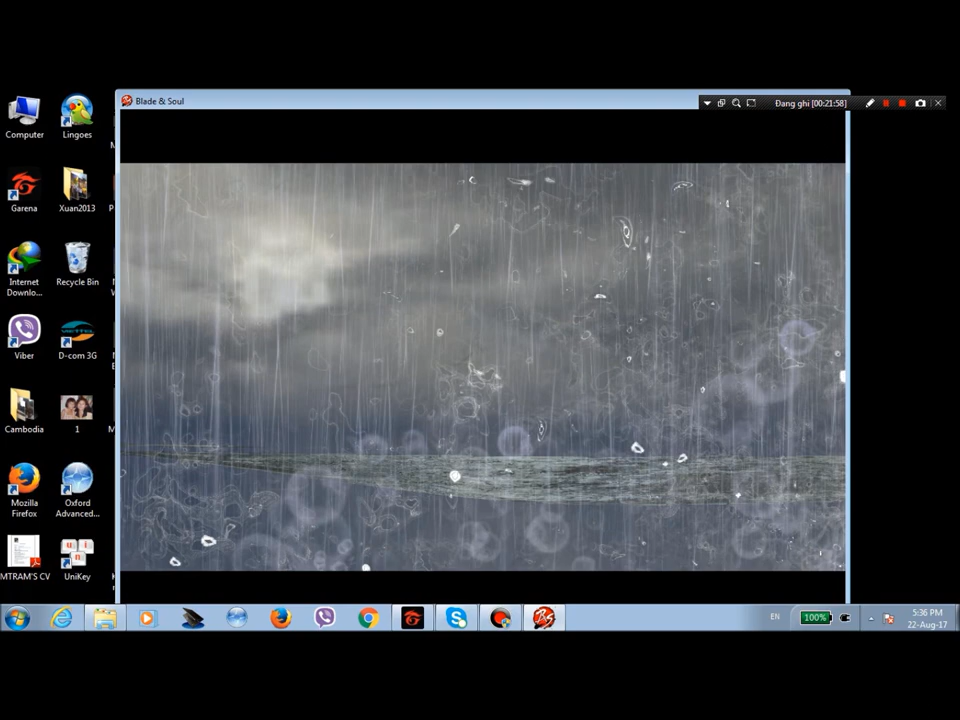 Blade & Soul
Đang ghi [00:21:58]
Computer
Lingoes
Garena
Xuan2013
Internet
Downlo...
Recycle Bin
Viber
D-com 3G
Cambodia
1
Mozilla
Firefox
Oxford
Advanced...
MTRAM'S CV
UniKey
EN
100%
5:36 PM
22-Aug-17